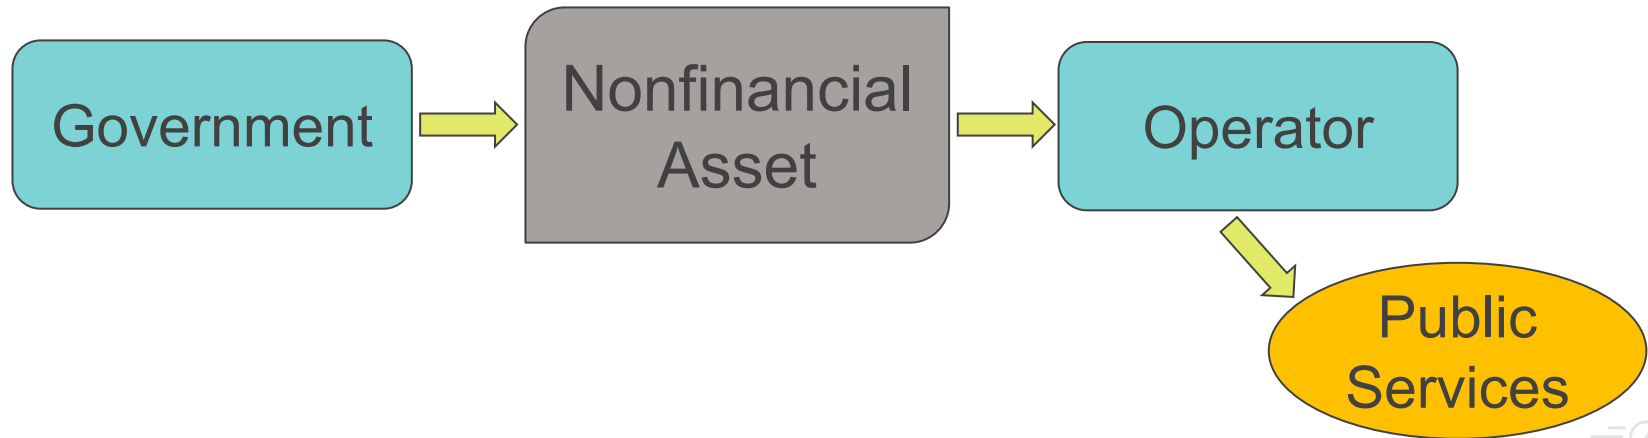 Government
Nonfinancial
Asset
Operator
Public
Services